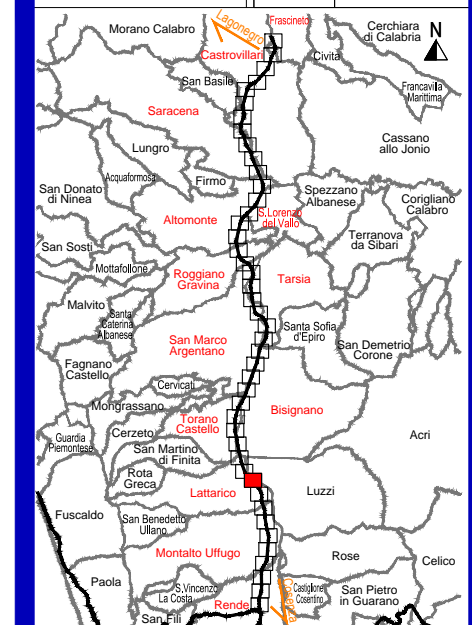 Lagonegro
Frascineto
Morano Calabro
Cerchiara
di Calabria
N
Castrovillari
Civita
San Basile
Francavilla
Marittima
Saracena
Cassano
allo Jonio
Lungro
Acquaformosa
Firmo
San Donato
di Ninea
Spezzano
Albanese
Corigliano
Calabro
Altomonte
S.Lorenzo
del Vallo
Terranova
da Sibari
San Sosti
Mottafollone
Roggiano
Gravina
Tarsia
Malvito
Santa
Caterina
Albanese
Santa Sofia
d'Epiro
San Marco
Argentano
San Demetrio
Corone
Fagnano
Castello
Cervicati
Mongrassano
Bisignano
Torano
Castello
Cerzeto
Guardia
Piemontese
Acri
San Martino
di Finita
Rota
Greca
Lattarico
Luzzi
Fuscaldo
San Benedetto
Ullano
Montalto Uffugo
Rose
Celico
Paola
S.Vincenzo
La Costa
Cosenza
Castiglione
Cosentino
San Pietro
in Guarano
Rende
San Fili